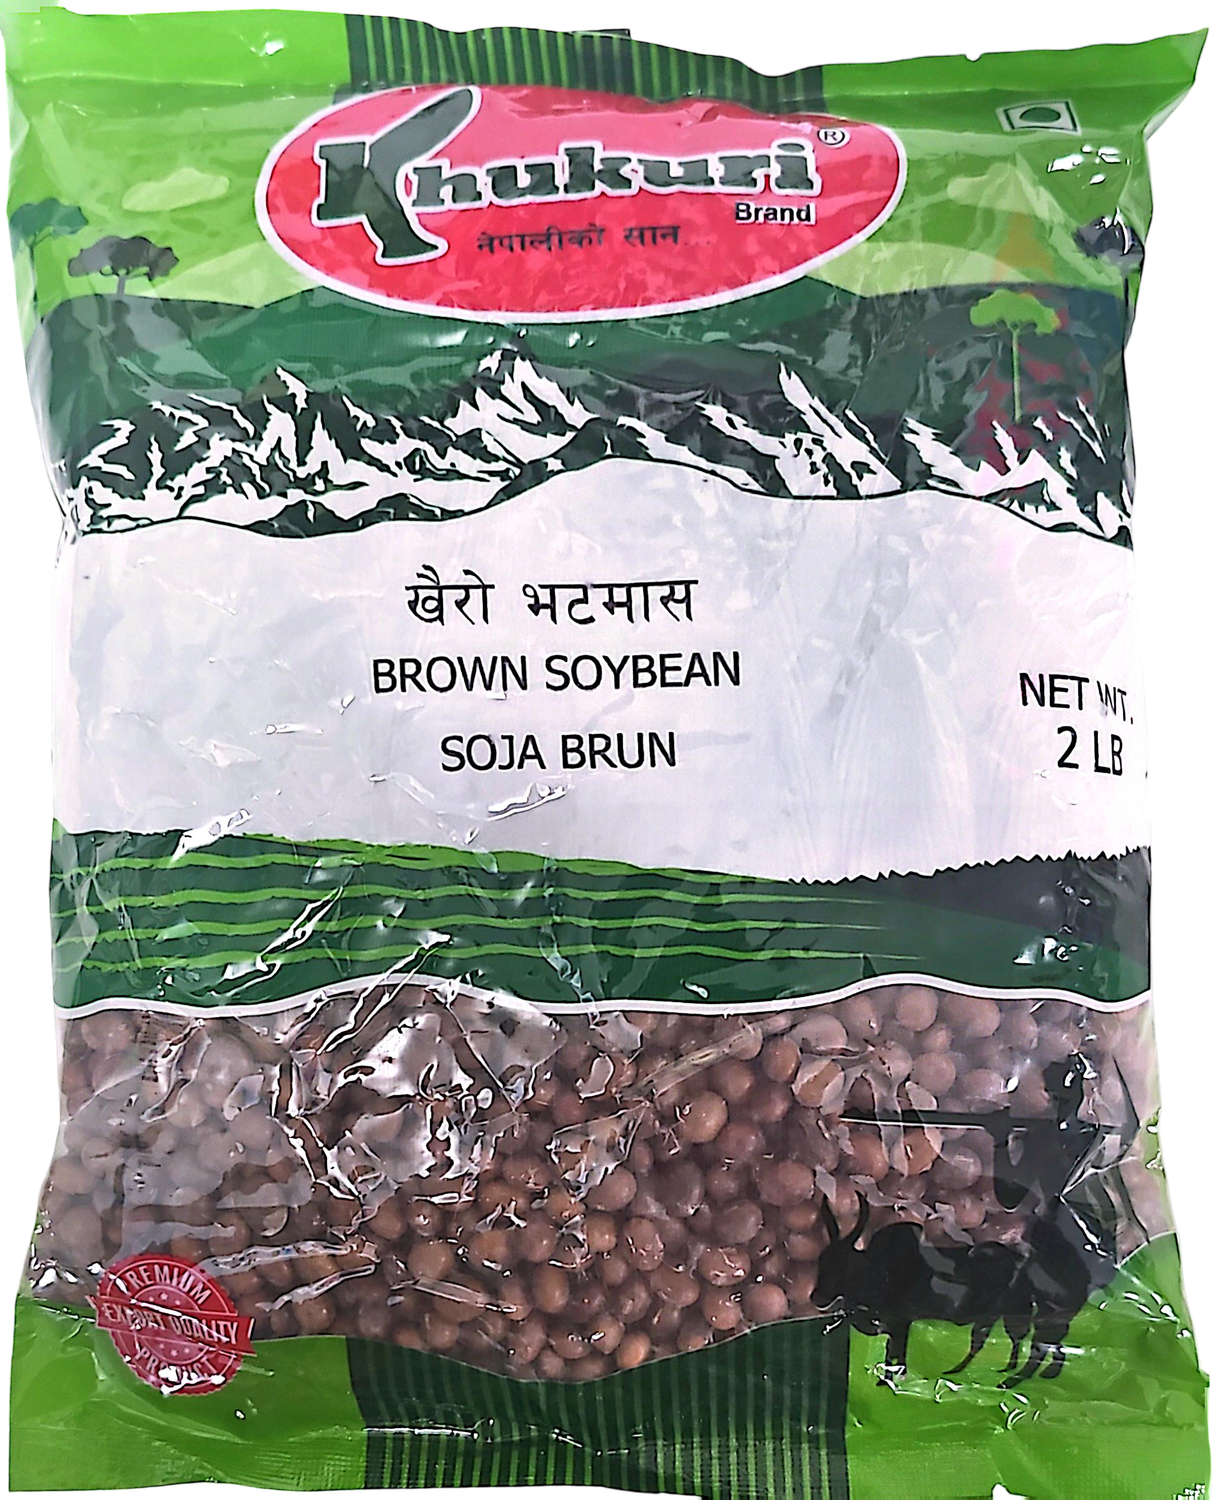 Khukuri ®
Brand
नेपालीको सान...
खैरो भटमास
BROWN SOYBEAN
SOJA BRUN
NET WT.
2 LB
PREMIUM
EXPORT QUALITY
PRODUCT